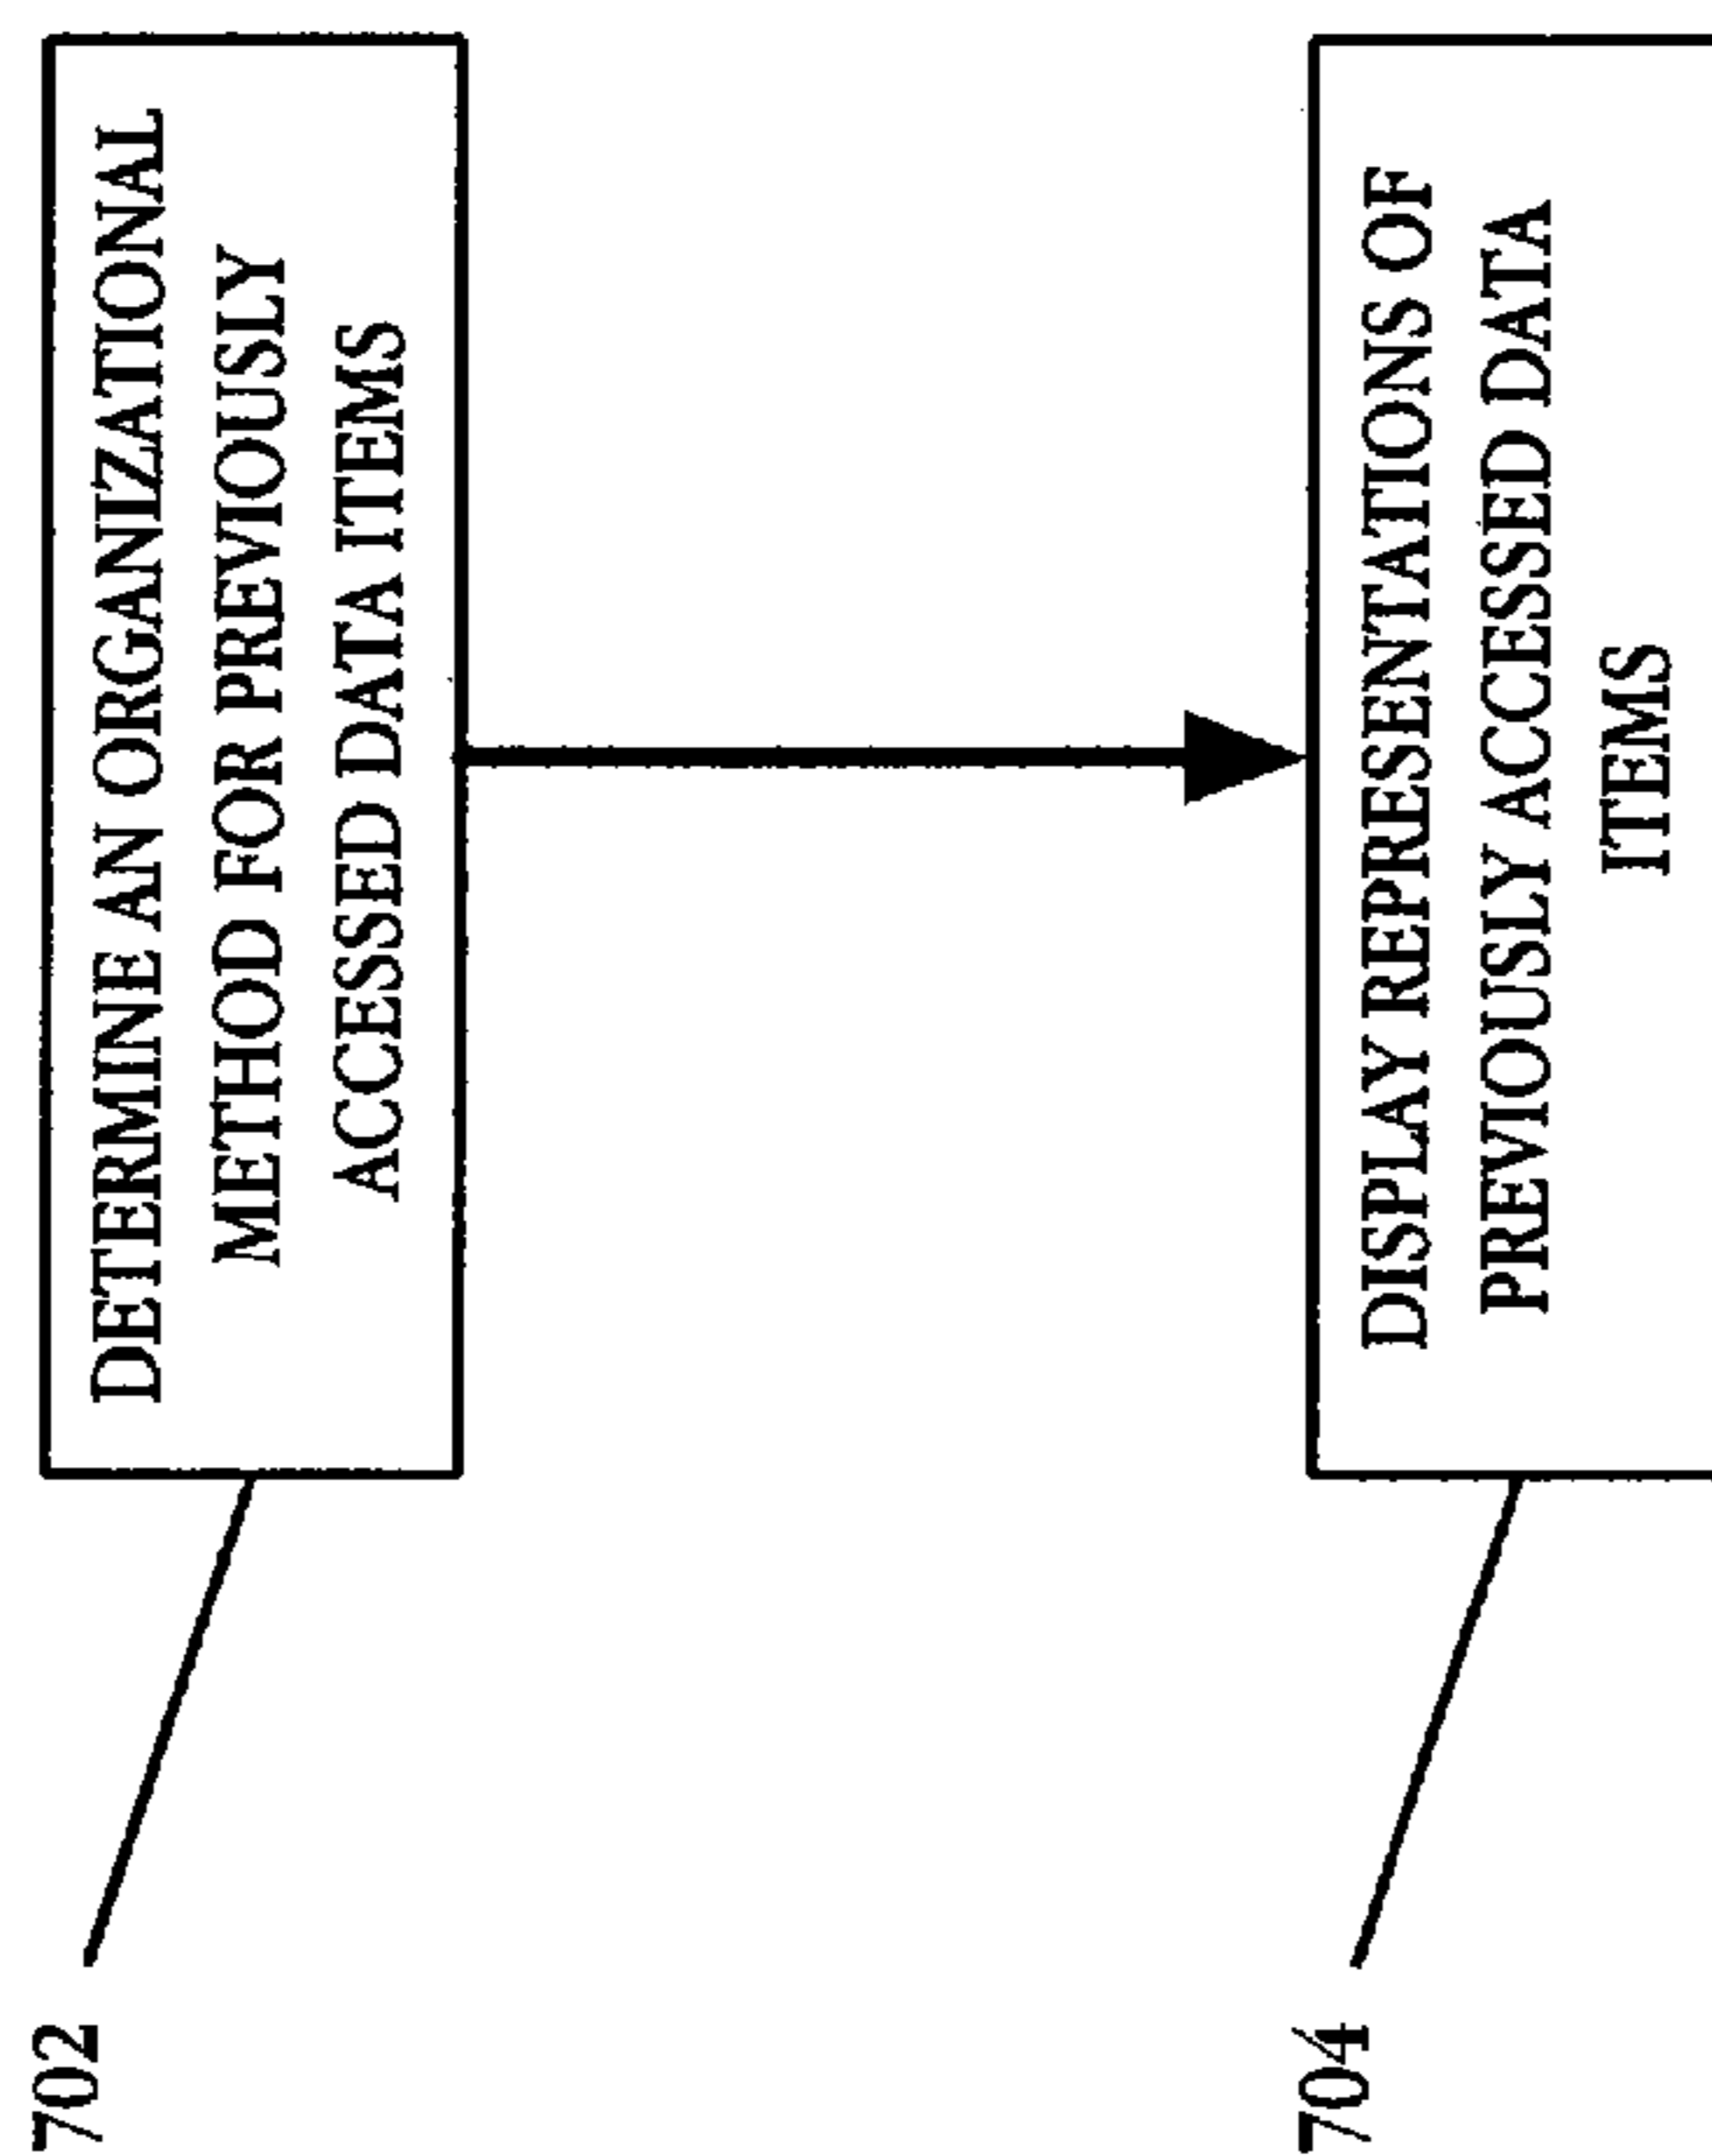 702
DETERMINE AN ORGANIZATIONAL
METHOD FOR PREVIOUSLY
ACCESSED DATA ITEMS
704
DISPLAY REPRESENTATIONS OF
PREVIOUSLY ACCESSED DATA
ITEMS